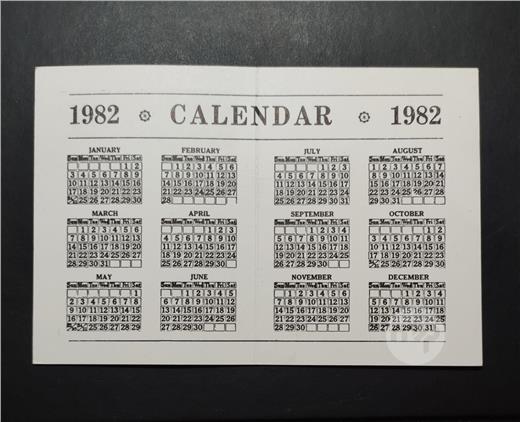 1982 CALENDAR 1982
JANUARY
Sun Mon Tue Wed Thu Fri Sat
1 2
3 4 5 6 7 8 9
10 11 12 13 14 15 16
17 18 19 20 21 22 23
24/31 25 26 27 28 29 30
FEBRUARY
Sun Mon Tue Wed Thu Fri Sat
1 2 3 4 5 6
7 8 9 10 11 12 13
14 15 16 17 18 19 20
21 22 23 24 25 26 27
28
MARCH
Sun Mon Tue Wed Thu Fri Sat
1 2 3 4 5 6
7 8 9 10 11 12 13
14 15 16 17 18 19 20
21 22 23 24 25 26 27
28 29 30 31
APRIL
Sun Mon Tue Wed Thu Fri Sat
1 2 3
4 5 6 7 8 9 10
11 12 13 14 15 16 17
18 19 20 21 22 23 24
25 26 27 28 29 30
MAY
Sun Mon Tue Wed Thu Fri Sat
1
2 3 4 5 6 7 8
9 10 11 12 13 14 15
16 17 18 19 20 21 22
23/30 24/31 25 26 27 28 29
JUNE
Sun Mon Tue Wed Thu Fri Sat
1 2 3 4 5
6 7 8 9 10 11 12
13 14 15 16 17 18 19
20 21 22 23 24 25 26
27 28 29 30
JULY
Sun Mon Tue Wed Thu Fri Sat
1 2 3
4 5 6 7 8 9 10
11 12 13 14 15 16 17
18 19 20 21 22 23 24
25 26 27 28 29 30 31
AUGUST
Sun Mon Tue Wed Thu Fri Sat
1 2 3 4 5 6 7
8 9 10 11 12 13 14
15 16 17 18 19 20 21
22 23 24 25 26 27 28
29 30 31
SEPTEMBER
Sun Mon Tue Wed Thu Fri Sat
1 2 3 4
5 6 7 8 9 10 11
12 13 14 15 16 17 18
19 20 21 22 23 24 25
26 27 28 29 30
OCTOBER
Sun Mon Tue Wed Thu Fri Sat
1 2
3 4 5 6 7 8 9
10 11 12 13 14 15 16
17 18 19 20 21 22 23
24/31 25 26 27 28 29 30
NOVEMBER
Sun Mon Tue Wed Thu Fri Sat
1 2 3 4 5 6
7 8 9 10 11 12 13
14 15 16 17 18 19 20
21 22 23 24 25 26 27
28 29 30
DECEMBER
Sun Mon Tue Wed Thu Fri Sat
1 2 3 4
5 6 7 8 9 10 11
12 13 14 15 16 17 18
19 20 21 22 23 24 25
26 27 28 29 30 31